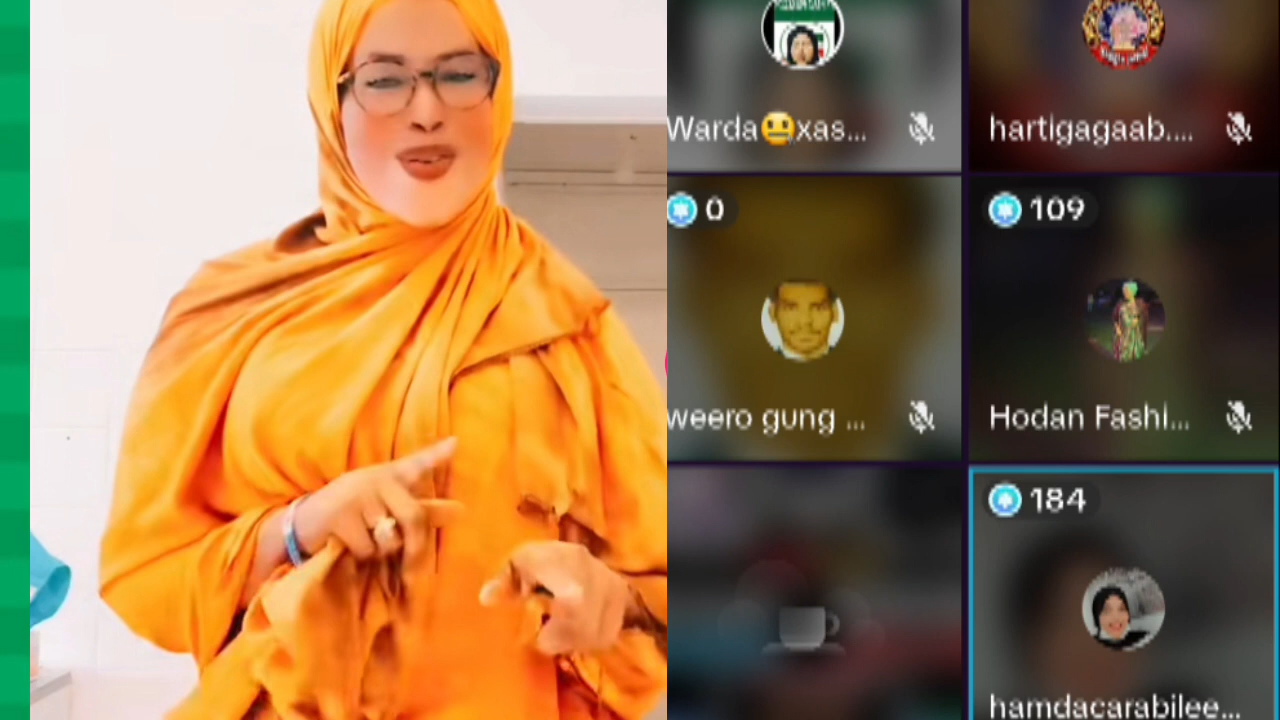 Warda🤐xas...
hartigagaab....
0
109
weero gung ...
Hodan Fashi...
184
hamdacarabilee...